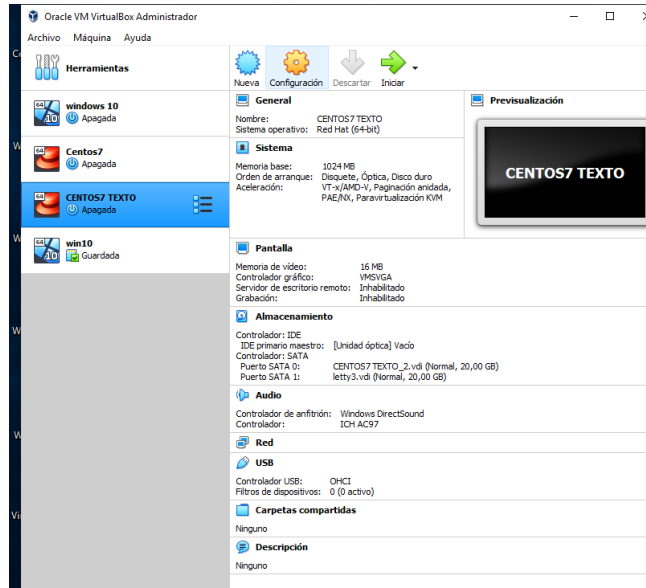 Oracle VM VirtualBox Administrador
Archivo Máquina Ayuda
Herramientas
Nueva Configuración Descartar Iniciar
64 10 windows 10
Apagada
64 Centos7
Apagada
64 CENTOS7 TEXTO
Apagada
64 10 win10
Guardada
General
Nombre: CENTOS7 TEXTO
Sistema operativo: Red Hat (64-bit)
Sistema
Memoria base: 1024 MB
Orden de arranque: Disquete, Óptica, Disco duro
Aceleración: VT-x/AMD-V, Paginación anidada,
PAE/NX, Paravirtualización KVM
Previsualización
CENTOS7 TEXTO
Pantalla
Memoria de vídeo: 16 MB
Controlador gráfico: VMSVGA
Servidor de escritorio remoto: Inhabilitado
Grabación: Inhabilitado
Almacenamiento
Controlador: IDE
IDE primario maestro: [Unidad óptica] Vacío
Controlador: SATA
Puerto SATA 0: CENTOS7 TEXTO_2.vdi (Normal, 20,00 GB)
Puerto SATA 1: letty3.vdi (Normal, 20,00 GB)
Audio
Controlador de anfitrión: Windows DirectSound
Controlador: ICH AC97
Red
USB
Controlador USB: OHCI
Filtros de dispositivos: 0 (0 activo)
Carpetas compartidas
Ninguno
Descripción
Ninguno